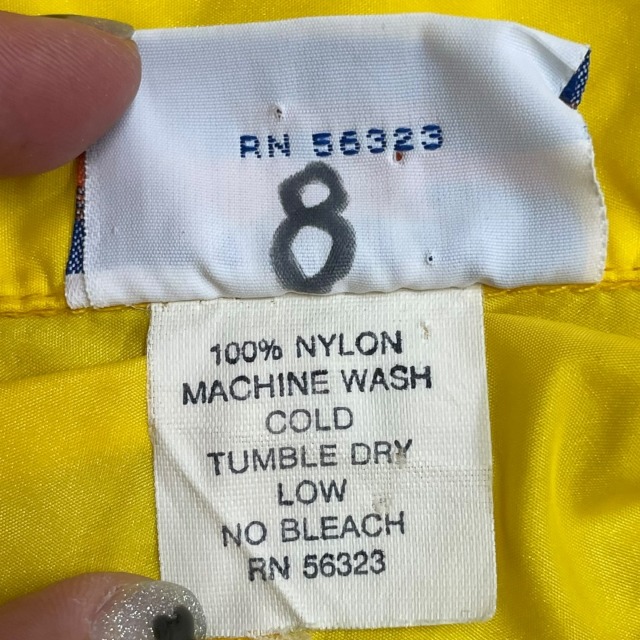 RN 56323
8
100% NYLON
MACHINE WASH
COLD
TUMBLE DRY
LOW
NO BLEACH
RN 56323